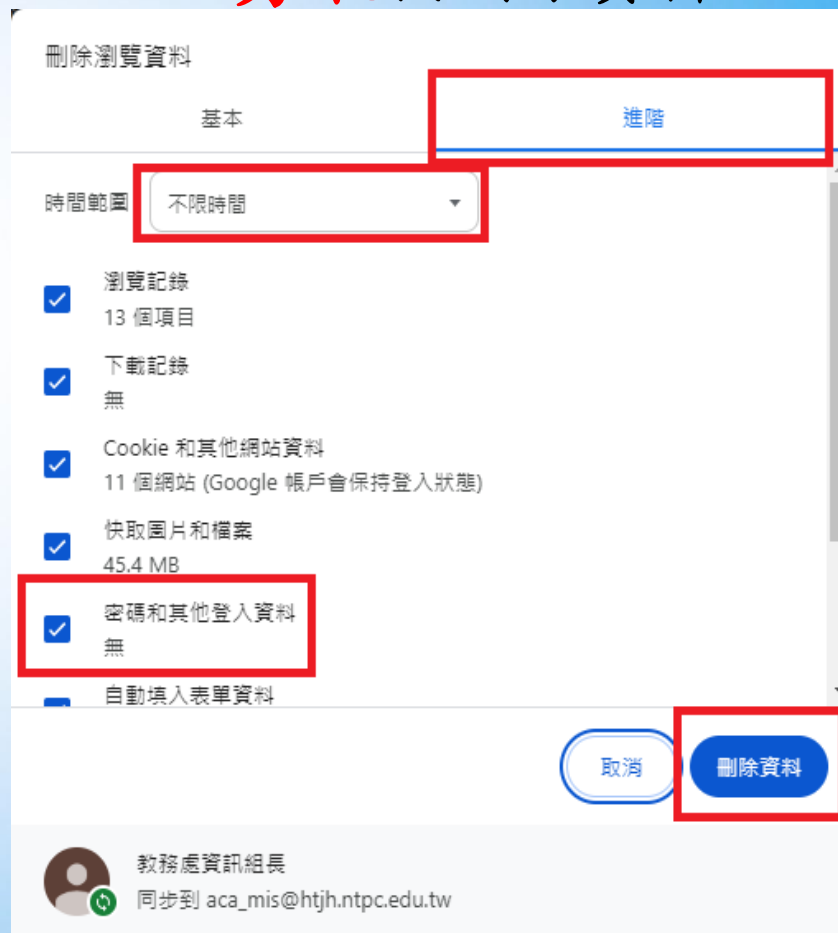 刪除瀏覽資料
基本
進階
時間範圍
不限時間
瀏覽記錄
13 個項目
下載記錄
無
Cookie 和其他網站資料
11 個網站 (Google 帳戶會保持登入狀態)
快取圖片和檔案
45.4 MB
密碼和其他登入資料
無
自動填入表單資料
取消
刪除資料
教務處資訊組長
同步到 aca_mis@htjh.ntpc.edu.tw